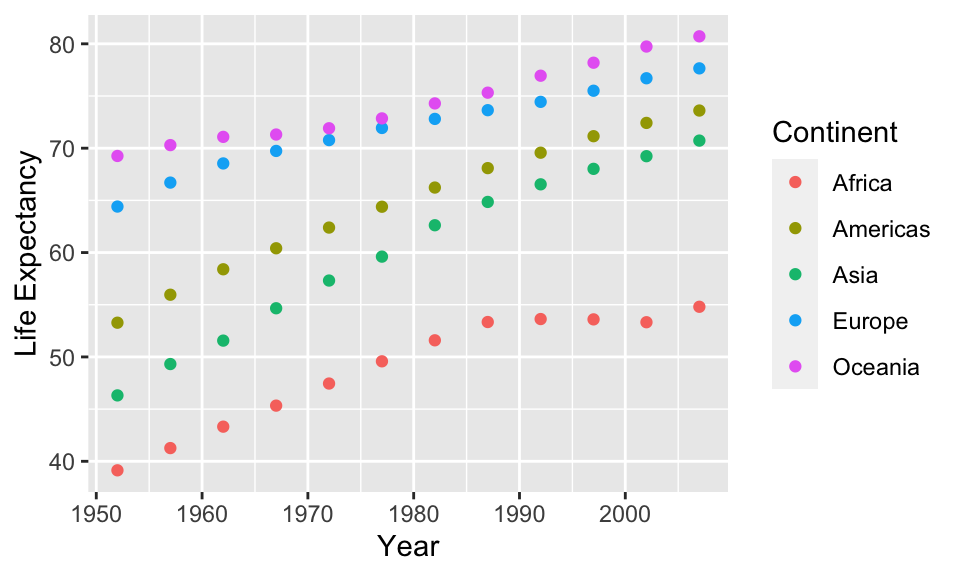 80
70
60
50
40
Life Expectancy
1950 1960 1970 1980 1990 2000
Year
Continent
Africa
Americas
Asia
Europe
Oceania